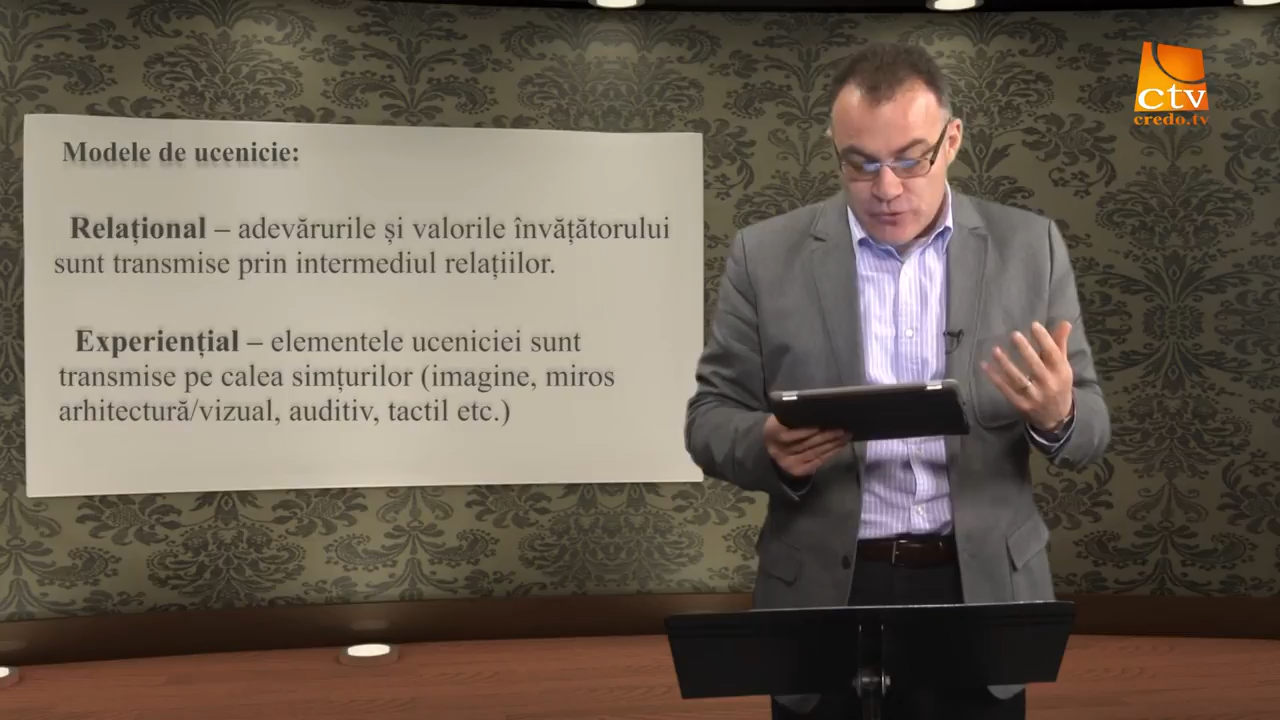 Modele de ucenicie:
Relațional – adevărurile și valorile învățătorului
sunt transmise prin intermediul relațiilor.
Experiențial – elementele uceniciei sunt
transmise pe calea simțurilor (imagine, miros
arhitectură/vizual, auditiv, tactil etc.)
ctv
credo.tv